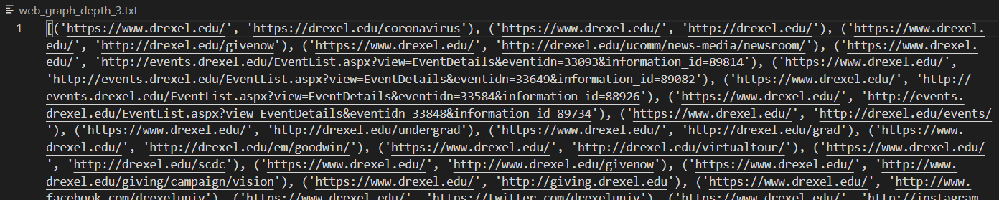 web_graph_depth_3.txt
1 [('https://www.drexel.edu/', 'https://drexel.edu/coronavirus'), ('https://www.drexel.edu/', 'http://drexel.edu/'), ('https://www.drexel.
edu/', 'http://drexel.edu/givenow'), ('https://www.drexel.edu/', 'http://drexel.edu/ucomm/news-media/newsroom/'), ('https://www.drexel.
edu/', 'http://events.drexel.edu/EventList.aspx?view=EventDetails&eventidn=33093&information_id=89814'), ('https://www.drexel.edu/',
'http://events.drexel.edu/EventList.aspx?view=EventDetails&eventidn=33649&information_id=89082'), ('https://www.drexel.edu/', 'http://
events.drexel.edu/EventList.aspx?view=EventDetails&eventidn=33584&information_id=88926'), ('https://www.drexel.edu/', 'http://events.
drexel.edu/EventList.aspx?view=EventDetails&eventidn=33848&information_id=89734'), ('https://www.drexel.edu/', 'http://drexel.edu/events/
'), ('https://www.drexel.edu/', 'http://drexel.edu/undergrad'), ('https://www.drexel.edu/', 'http://drexel.edu/grad'), ('https://www.
drexel.edu/', 'http://drexel.edu/em/goodwin/'), ('https://www.drexel.edu/', 'http://drexel.edu/virtualtour/'), ('https://www.drexel.edu/
', 'http://drexel.edu/scdc'), ('https://www.drexel.edu/', 'http://www.drexel.edu/givenow'), ('https://www.drexel.edu/', 'http://www.
drexel.edu/giving/campaign/vision'), ('https://www.drexel.edu/', 'http://giving.drexel.edu'), ('https://www.drexel.edu/', 'http://www.
facebook.com/drexeluniv'), ('https://www.drexel.edu/', 'https://twitter.com/drexeluniv'), ('https://www.drexel.edu/', 'http://instagram.